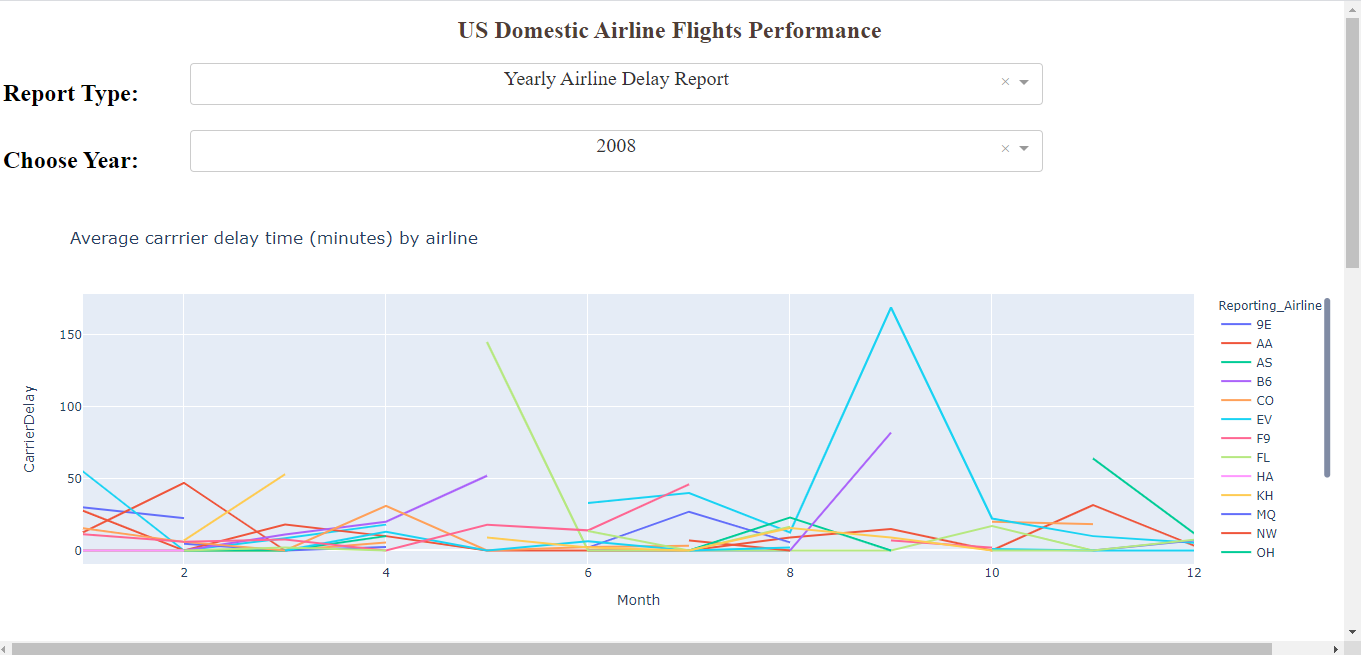 US Domestic Airline Flights Performance
Report Type:
Yearly Airline Delay Report
×
Choose Year:
2008
×
Average carrrier delay time (minutes) by airline
CarrierDelay
150
100
50
0
2 4 6 8 10 12
Month
Reporting_Airline
9E
AA
AS
B6
CO
EV
F9
FL
HA
KH
MQ
NW
OH